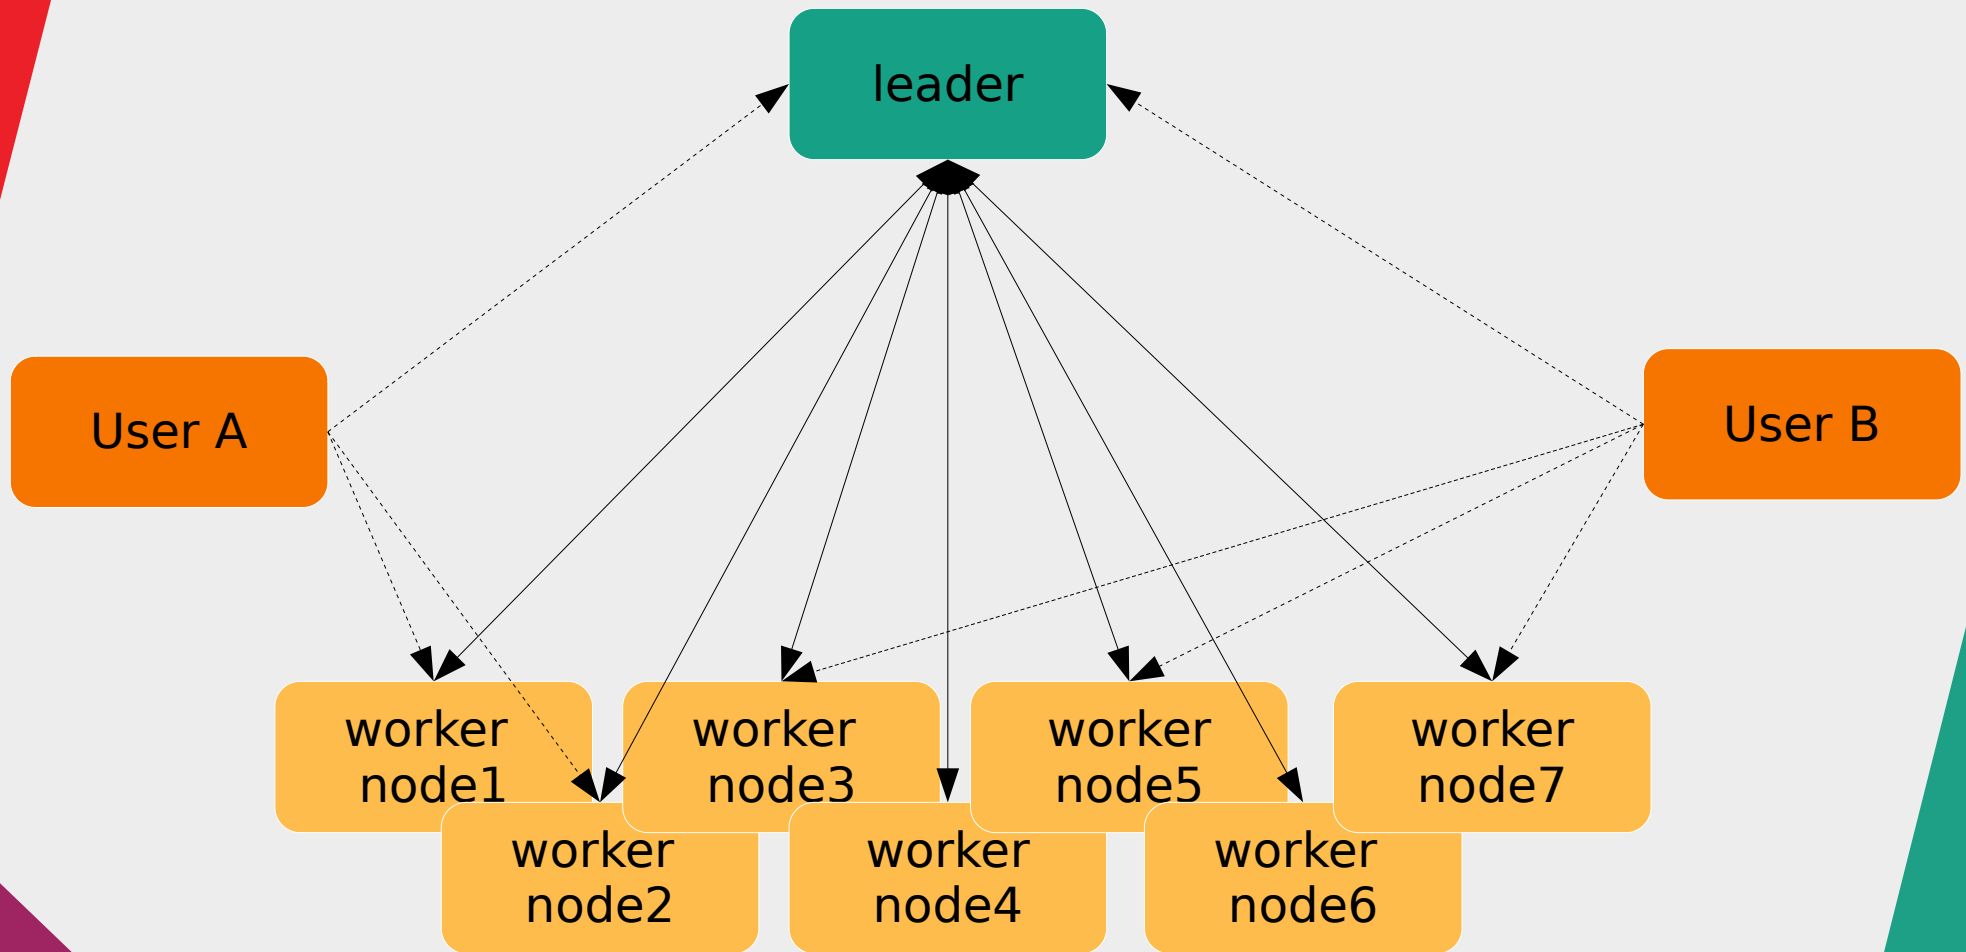 leader
User A
User B
worker
node1
worker
node3
worker
node5
worker
node7
worker
node2
worker
node4
worker
node6